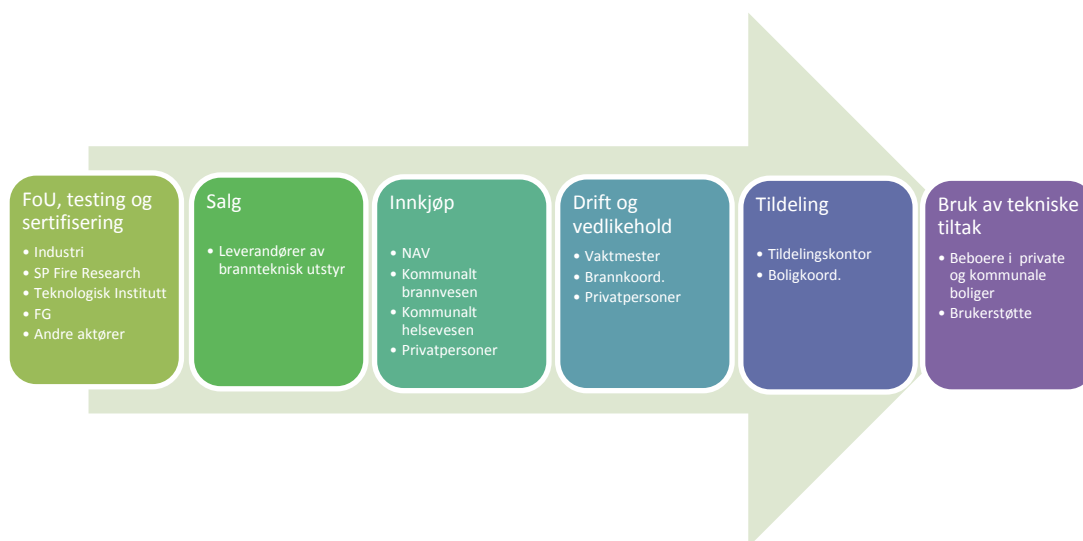 FoU, testing og
sertifisering
• Industri
• SP Fire Research
• Teknologisk Institutt
• FG
• Andre aktører
Salg
• Leverandører av
brannteknisk utstyr
Innkjøp
• NAV
• Kommunalt
brannvesen
• Kommunalt
helsevesen
• Privatpersoner
Drift og
vedlikehold
• Vaktmester
• Brannkoord.
• Privatpersoner
Tildeling
• Tildelingskontor
• Boligkoord.
Bruk av tekniske
tiltak
• Beboere i private
og kommunale
boliger
• Brukerstøtte